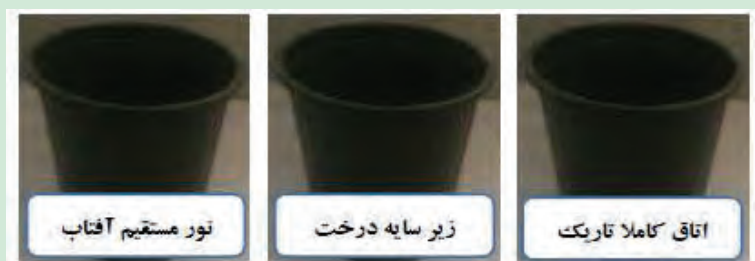 اتاق کاملا تاریک
زیر سایه درخت
نور مستقیم آفتاب